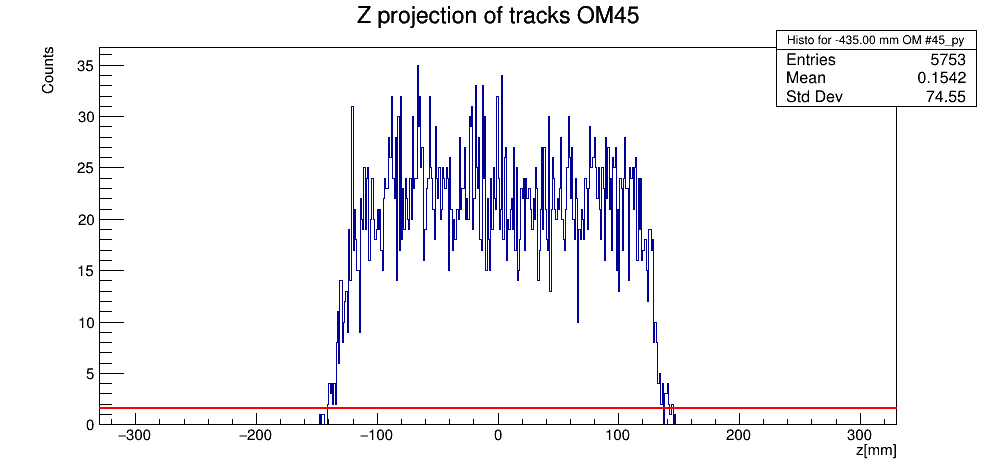 Z projection of tracks OM45
Histo for -435.00 mm OM #45_py
Entries 5753
Mean 0.1542
Std Dev 74.55
Counts
35
30
25
20
15
10
5
0
−300 −200 −100 0 100 200 300
z[mm]